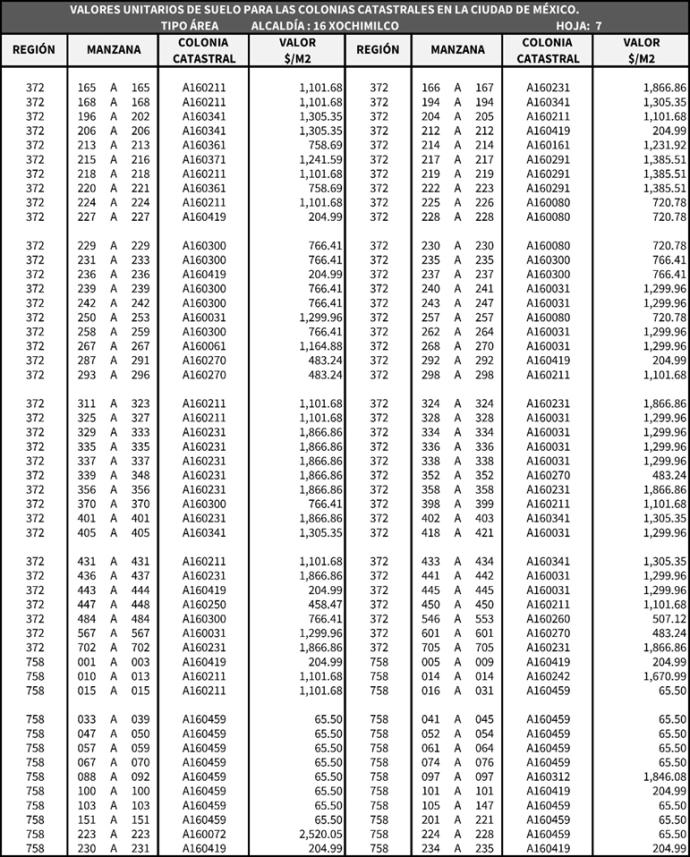 VALORES UNITARIOS DE SUELO PARA LAS COLONIAS CATASTRALES EN LA CIUDAD DE MÉXICO.
TIPO ÁREA ALCALDÍA : 16 XOCHIMILCO HOJA: 7
REGIÓN MANZANA COLONIA CATASTRAL VALOR $/M2 REGIÓN MANZANA COLONIA CATASTRAL VALOR $/M2
372 165 A 165 A160211 1,101.68 372 166 A 167 A160231 1,866.86
372 168 A 168 A160211 1,101.68 372 194 A 194 A160341 1,305.35
372 196 A 202 A160341 1,305.35 372 204 A 205 A160211 1,101.68
372 206 A 206 A160341 1,305.35 372 212 A 212 A160419 204.99
372 213 A 213 A160361 758.69 372 214 A 214 A160161 1,231.92
372 215 A 216 A160371 1,241.59 372 217 A 217 A160291 1,385.51
372 218 A 218 A160211 1,101.68 372 219 A 219 A160291 1,385.51
372 220 A 221 A160361 758.69 372 222 A 223 A160291 1,385.51
372 224 A 224 A160211 1,101.68 372 225 A 226 A160080 720.78
372 227 A 227 A160419 204.99 372 228 A 228 A160080 720.78
372 229 A 229 A160300 766.41 372 230 A 230 A160080 720.78
372 231 A 233 A160300 766.41 372 235 A 235 A160300 766.41
372 236 A 236 A160419 204.99 372 237 A 237 A160300 766.41
372 239 A 239 A160300 766.41 372 240 A 241 A160031 1,299.96
372 242 A 242 A160300 766.41 372 243 A 247 A160031 1,299.96
372 250 A 253 A160031 1,299.96 372 257 A 257 A160080 720.78
372 258 A 259 A160300 766.41 372 262 A 264 A160031 1,299.96
372 267 A 267 A160061 1,164.88 372 268 A 270 A160031 1,299.96
372 287 A 291 A160270 483.24 372 292 A 292 A160419 204.99
372 293 A 296 A160270 483.24 372 298 A 298 A160211 1,101.68
372 311 A 323 A160211 1,101.68 372 324 A 324 A160231 1,866.86
372 325 A 327 A160211 1,101.68 372 328 A 328 A160031 1,299.96
372 329 A 333 A160231 1,866.86 372 334 A 334 A160031 1,299.96
372 335 A 335 A160231 1,866.86 372 336 A 336 A160031 1,299.96
372 337 A 337 A160231 1,866.86 372 338 A 338 A160031 1,299.96
372 339 A 348 A160231 1,866.86 372 352 A 352 A160270 483.24
372 356 A 356 A160231 1,866.86 372 358 A 358 A160231 1,866.86
372 370 A 370 A160300 766.41 372 398 A 399 A160211 1,101.68
372 401 A 401 A160231 1,866.86 372 402 A 403 A160341 1,305.35
372 405 A 405 A160341 1,305.35 372 418 A 421 A160031 1,299.96
372 431 A 431 A160211 1,101.68 372 433 A 434 A160341 1,305.35
372 436 A 437 A160231 1,866.86 372 441 A 442 A160031 1,299.96
372 443 A 444 A160419 204.99 372 445 A 445 A160031 1,299.96
372 447 A 448 A160250 458.47 372 450 A 450 A160211 1,101.68
372 484 A 484 A160300 766.41 372 546 A 553 A160260 507.12
372 567 A 567 A160031 1,299.96 372 601 A 601 A160270 483.24
372 702 A 702 A160231 1,866.86 372 705 A 705 A160231 1,866.86
758 001 A 003 A160419 204.99 758 005 A 009 A160419 204.99
758 010 A 013 A160211 1,101.68 758 014 A 014 A160242 1,670.99
758 015 A 015 A160211 1,101.68 758 016 A 031 A160459 65.50
758 033 A 039 A160459 65.50 758 041 A 045 A160459 65.50
758 047 A 050 A160459 65.50 758 052 A 054 A160459 65.50
758 057 A 059 A160459 65.50 758 061 A 064 A160459 65.50
758 067 A 070 A160459 65.50 758 074 A 076 A160459 65.50
758 088 A 092 A160459 65.50 758 097 A 097 A160312 1,846.08
758 100 A 100 A160459 65.50 758 101 A 101 A160419 204.99
758 103 A 103 A160459 65.50 758 105 A 147 A160459 65.50
758 151 A 151 A160459 65.50 758 201 A 221 A160459 65.50
758 223 A 223 A160072 2,520.05 758 224 A 228 A160459 65.50
758 230 A 231 A160419 204.99 758 234 A 235 A160419 204.99